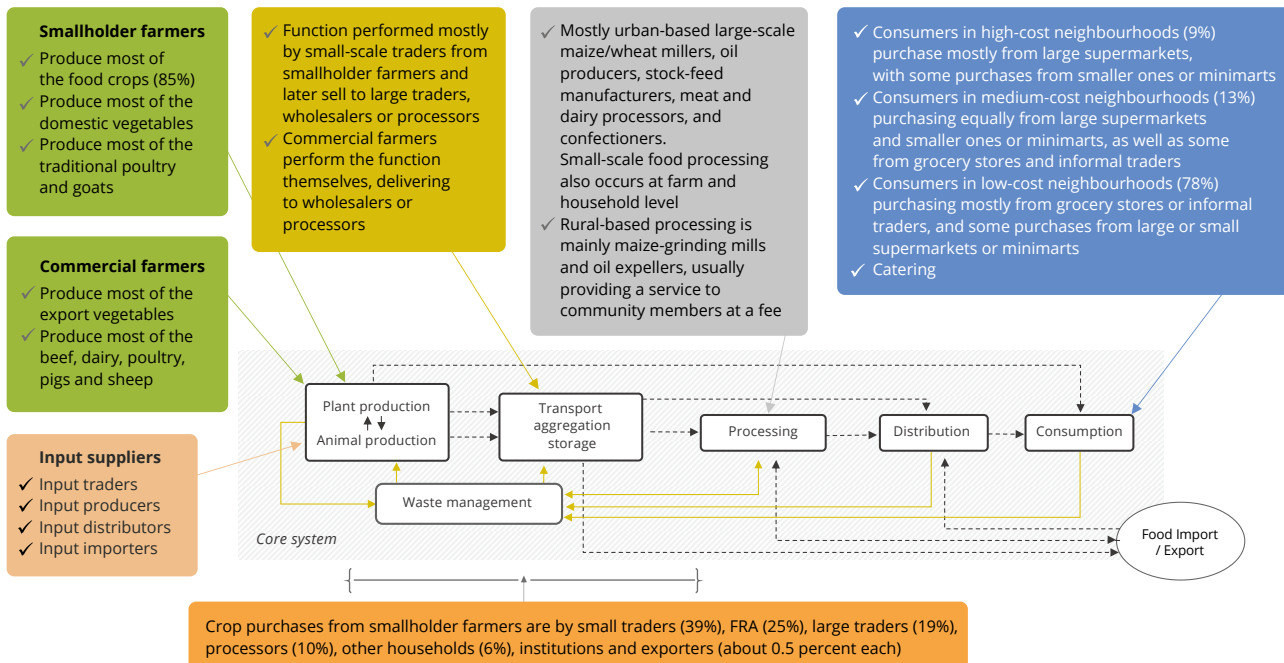 Smallholder farmers
✓ Produce most of
the food crops (85%)
✓ Produce most of the
domestic vegetables
✓ Produce most of the
traditional poultry
and goats
Commercial farmers
✓ Produce most of the
export vegetables
✓ Produce most of the
beef, dairy, poultry,
pigs and sheep
Input suppliers
✓ Input traders
✓ Input producers
✓ Input distributors
✓ Input importers
✓ Function performed mostly
by small-scale traders from
smallholder farmers and
later sell to large traders,
wholesalers or processors
✓ Commercial farmers
perform the function
themselves, delivering
to wholesalers or
processors
✓ Mostly urban-based large-scale
maize/wheat millers, oil
producers, stock-feed
manufacturers, meat and
dairy processors, and
confectioners.
Small-scale food processing
also occurs at farm and
household level
✓ Rural-based processing is
mainly maize-grinding mills
and oil expellers, usually
providing a service to
community members at a fee
✓ Consumers in high-cost neighbourhoods (9%)
purchase mostly from large supermarkets,
with some purchases from smaller ones or minimarts
✓ Consumers in medium-cost neighbourhoods (13%)
purchasing equally from large supermarkets
and smaller ones or minimarts, as well as some
from grocery stores and informal traders
✓ Consumers in low-cost neighbourhoods (78%)
purchasing mostly from grocery stores or informal
traders, and some purchases from large or small
supermarkets or minimarts
✓ Catering
Plant production
Animal production
Transport
aggregation
storage
Processing
Distribution
Consumption
Waste management
Core system
Food Import
/ Export
Crop purchases from smallholder farmers are by small traders (39%), FRA (25%), large traders (19%),
processors (10%), other households (6%), institutions and exporters (about 0.5 percent each)